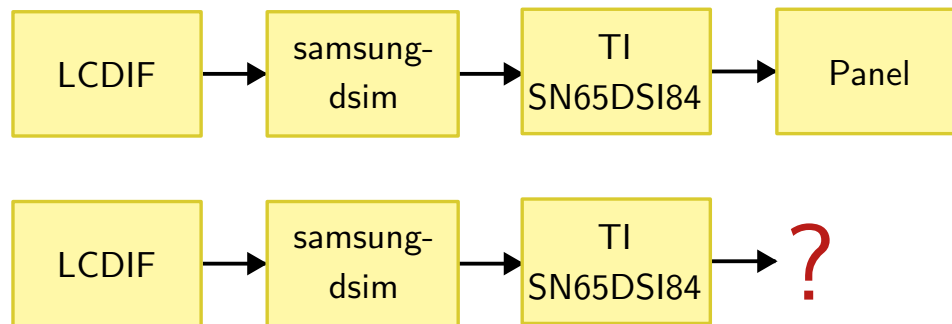 LCDIF
samsung-
dsim
TI
SN65DSI84
Panel
LCDIF
samsung-
dsim
TI
SN65DSI84
?